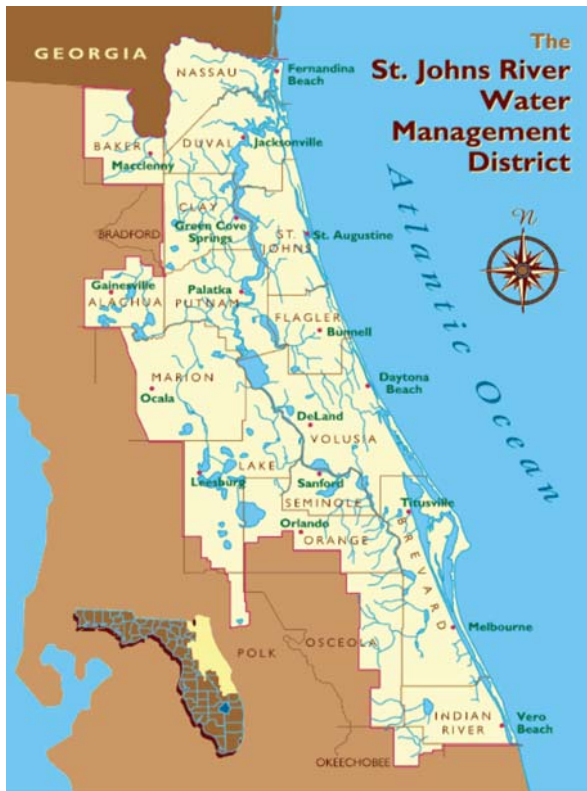 The
St. Johns River
Water
Management
District
GEORGIA
NASSAU
Fernandina
Beach
BAKER
DUVAL
Jacksonville
Macclenny
Atlantic Ocean
N
CLAY
Green Cove
Springs
BRADFORD
ST.
JOHNS
St. Augustine
Gainesville
ALACHUA
Palatka
PUTNAM
FLAGLER
Bunnell
MARION
Ocala
Daytona
Beach
DeLand
VOLUSIA
LAKE
Leesburg
Sanford
SEMINOLE
Titusville
Orlando
ORANGE
BREVARD
POLK
OSCEOLA
Melbourne
INDIAN
RIVER
Vero
Beach
OKEECHOBEE